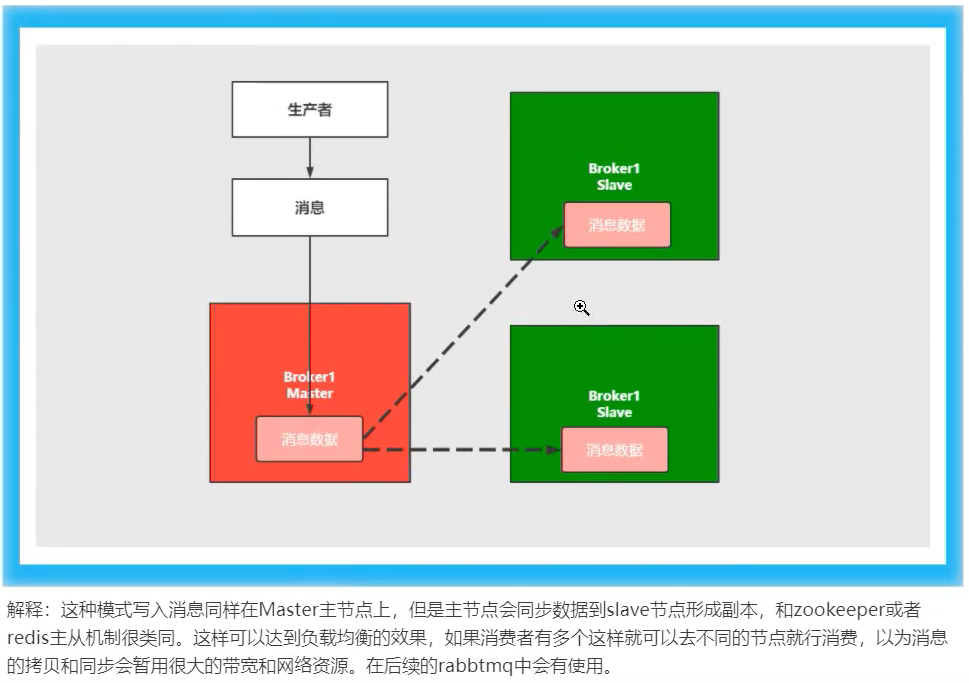 生产者
消息
Broker1
Slave
消息数据
Broker1
Master
消息数据
Broker1
Slave
消息数据
解释：这种模式写入消息同样在Master主节点上，但是主节点会同步数据到slave节点形成副本，和zookeeper或者
redis主从机制很类同。这样可以达到负载均衡的效果，如果消费者有多个这样就可以去不同的节点就行消费，以为消息
的拷贝和同步会暂用很大的带宽和网络资源。在后续的rabbtmq中会有使用。